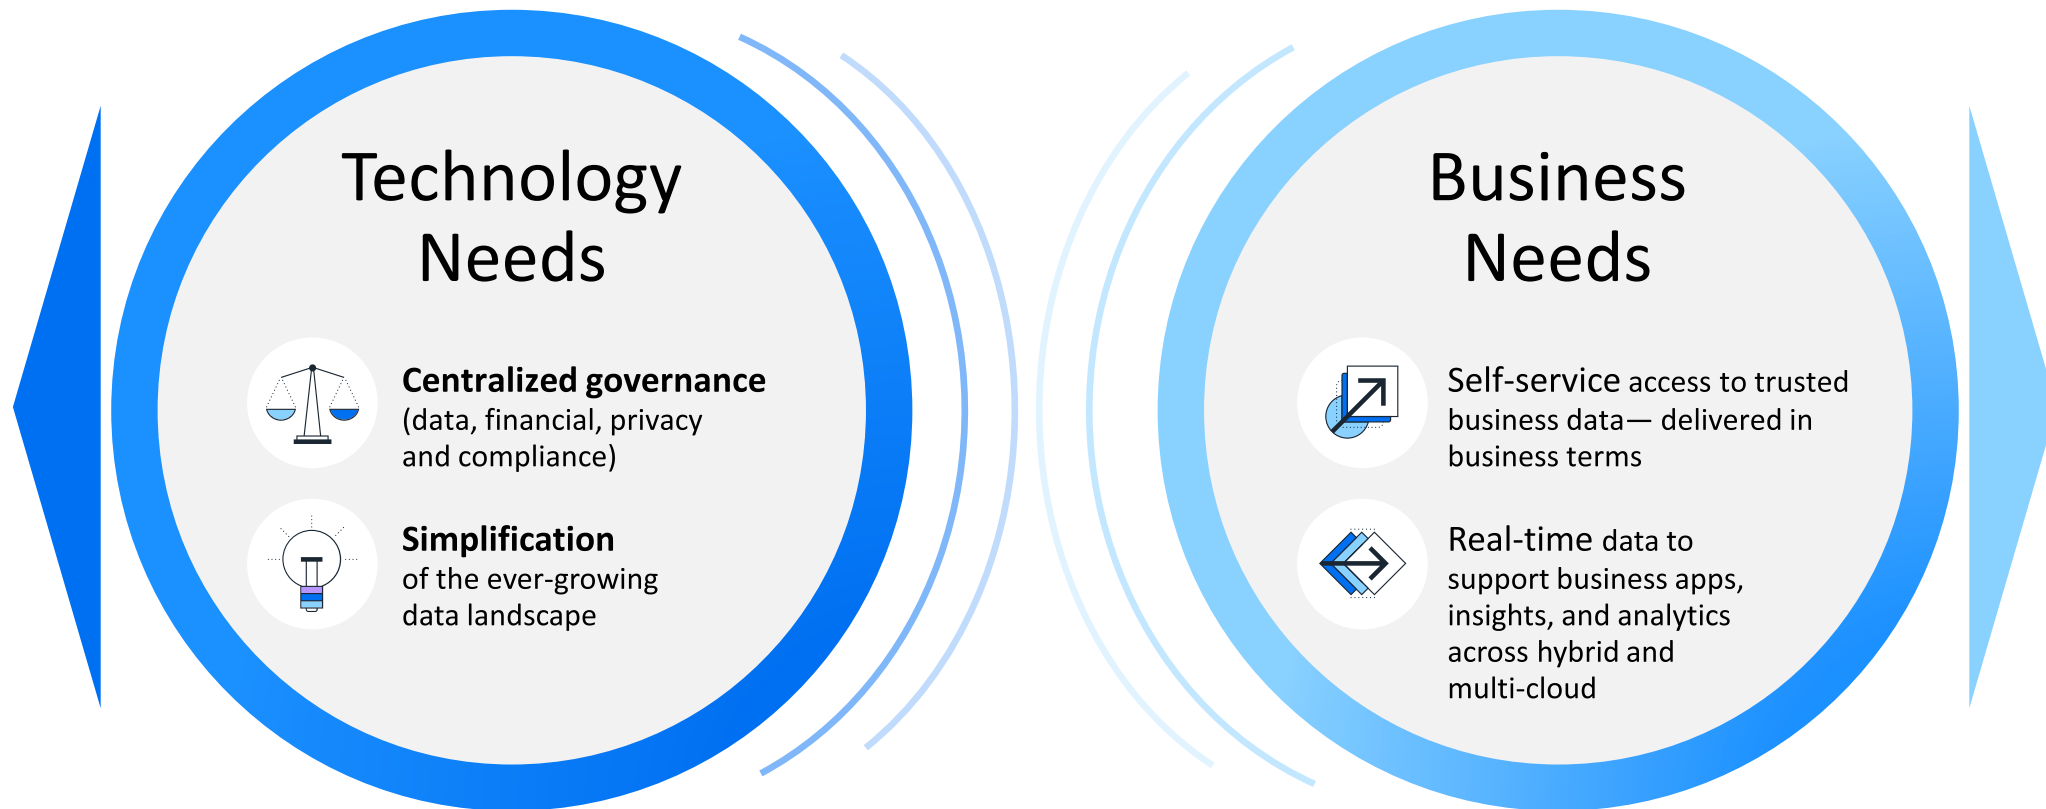 Technology
Needs
Centralized governance
(data, financial, privacy
and compliance)
Simplification
of the ever-growing
data landscape
Business
Needs
Self-service access to trusted
business data— delivered in
business terms
Real-time data to
support business apps,
insights, and analytics
across hybrid and
multi-cloud